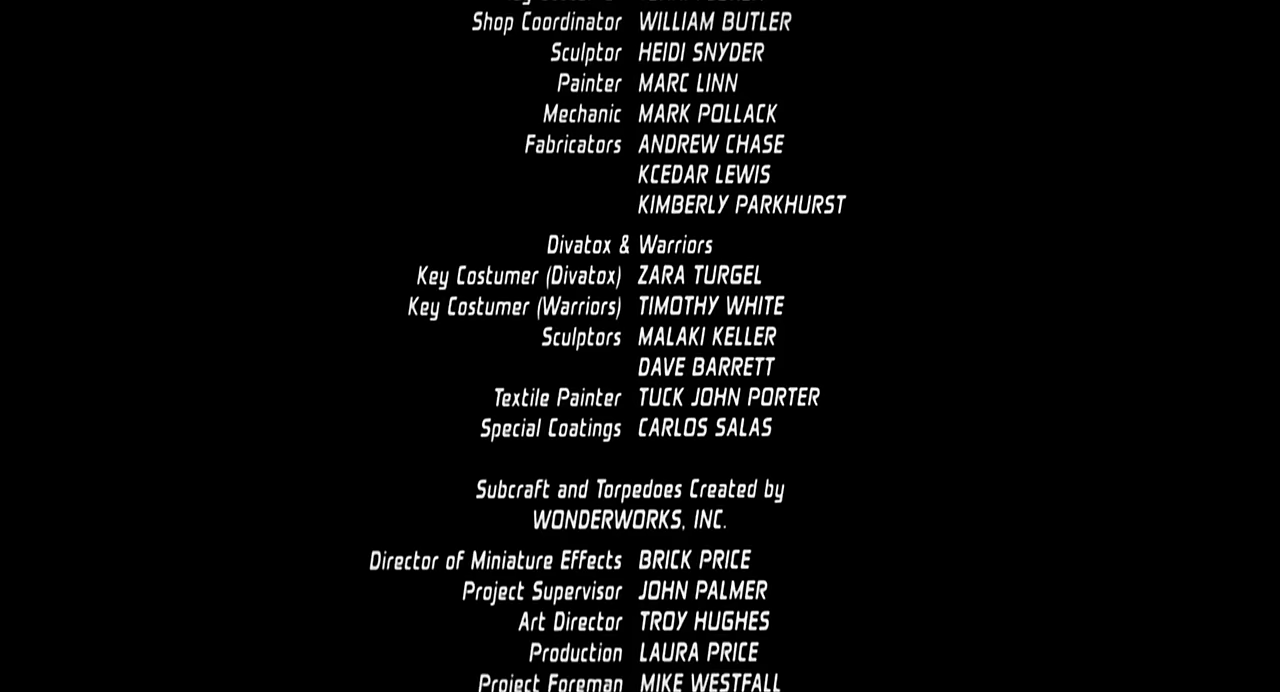 Shop Coordinator WILLIAM BUTLER
Sculptor HEIDI SNYDER
Painter MARC LINN
Mechanic MARK POLLACK
Fabricators ANDREW CHASE
KCEDAR LEWIS
KIMBERLY PARKHURST
Divatox & Warriors
Key Costumer (Divatox) ZARA TURGEL
Key Costumer (Warriors) TIMOTHY WHITE
Sculptors MALAKI KELLER
DAVE BARRETT
Textile Painter TUCK JOHN PORTER
Special Coatings CARLOS SALAS
Subcraft and Torpedoes Created by
WONDERWORKS, INC.
Director of Miniature Effects BRICK PRICE
Project Supervisor JOHN PALMER
Art Director TROY HUGHES
Production LAURA PRICE
Project Foreman MIKE WESTFALL